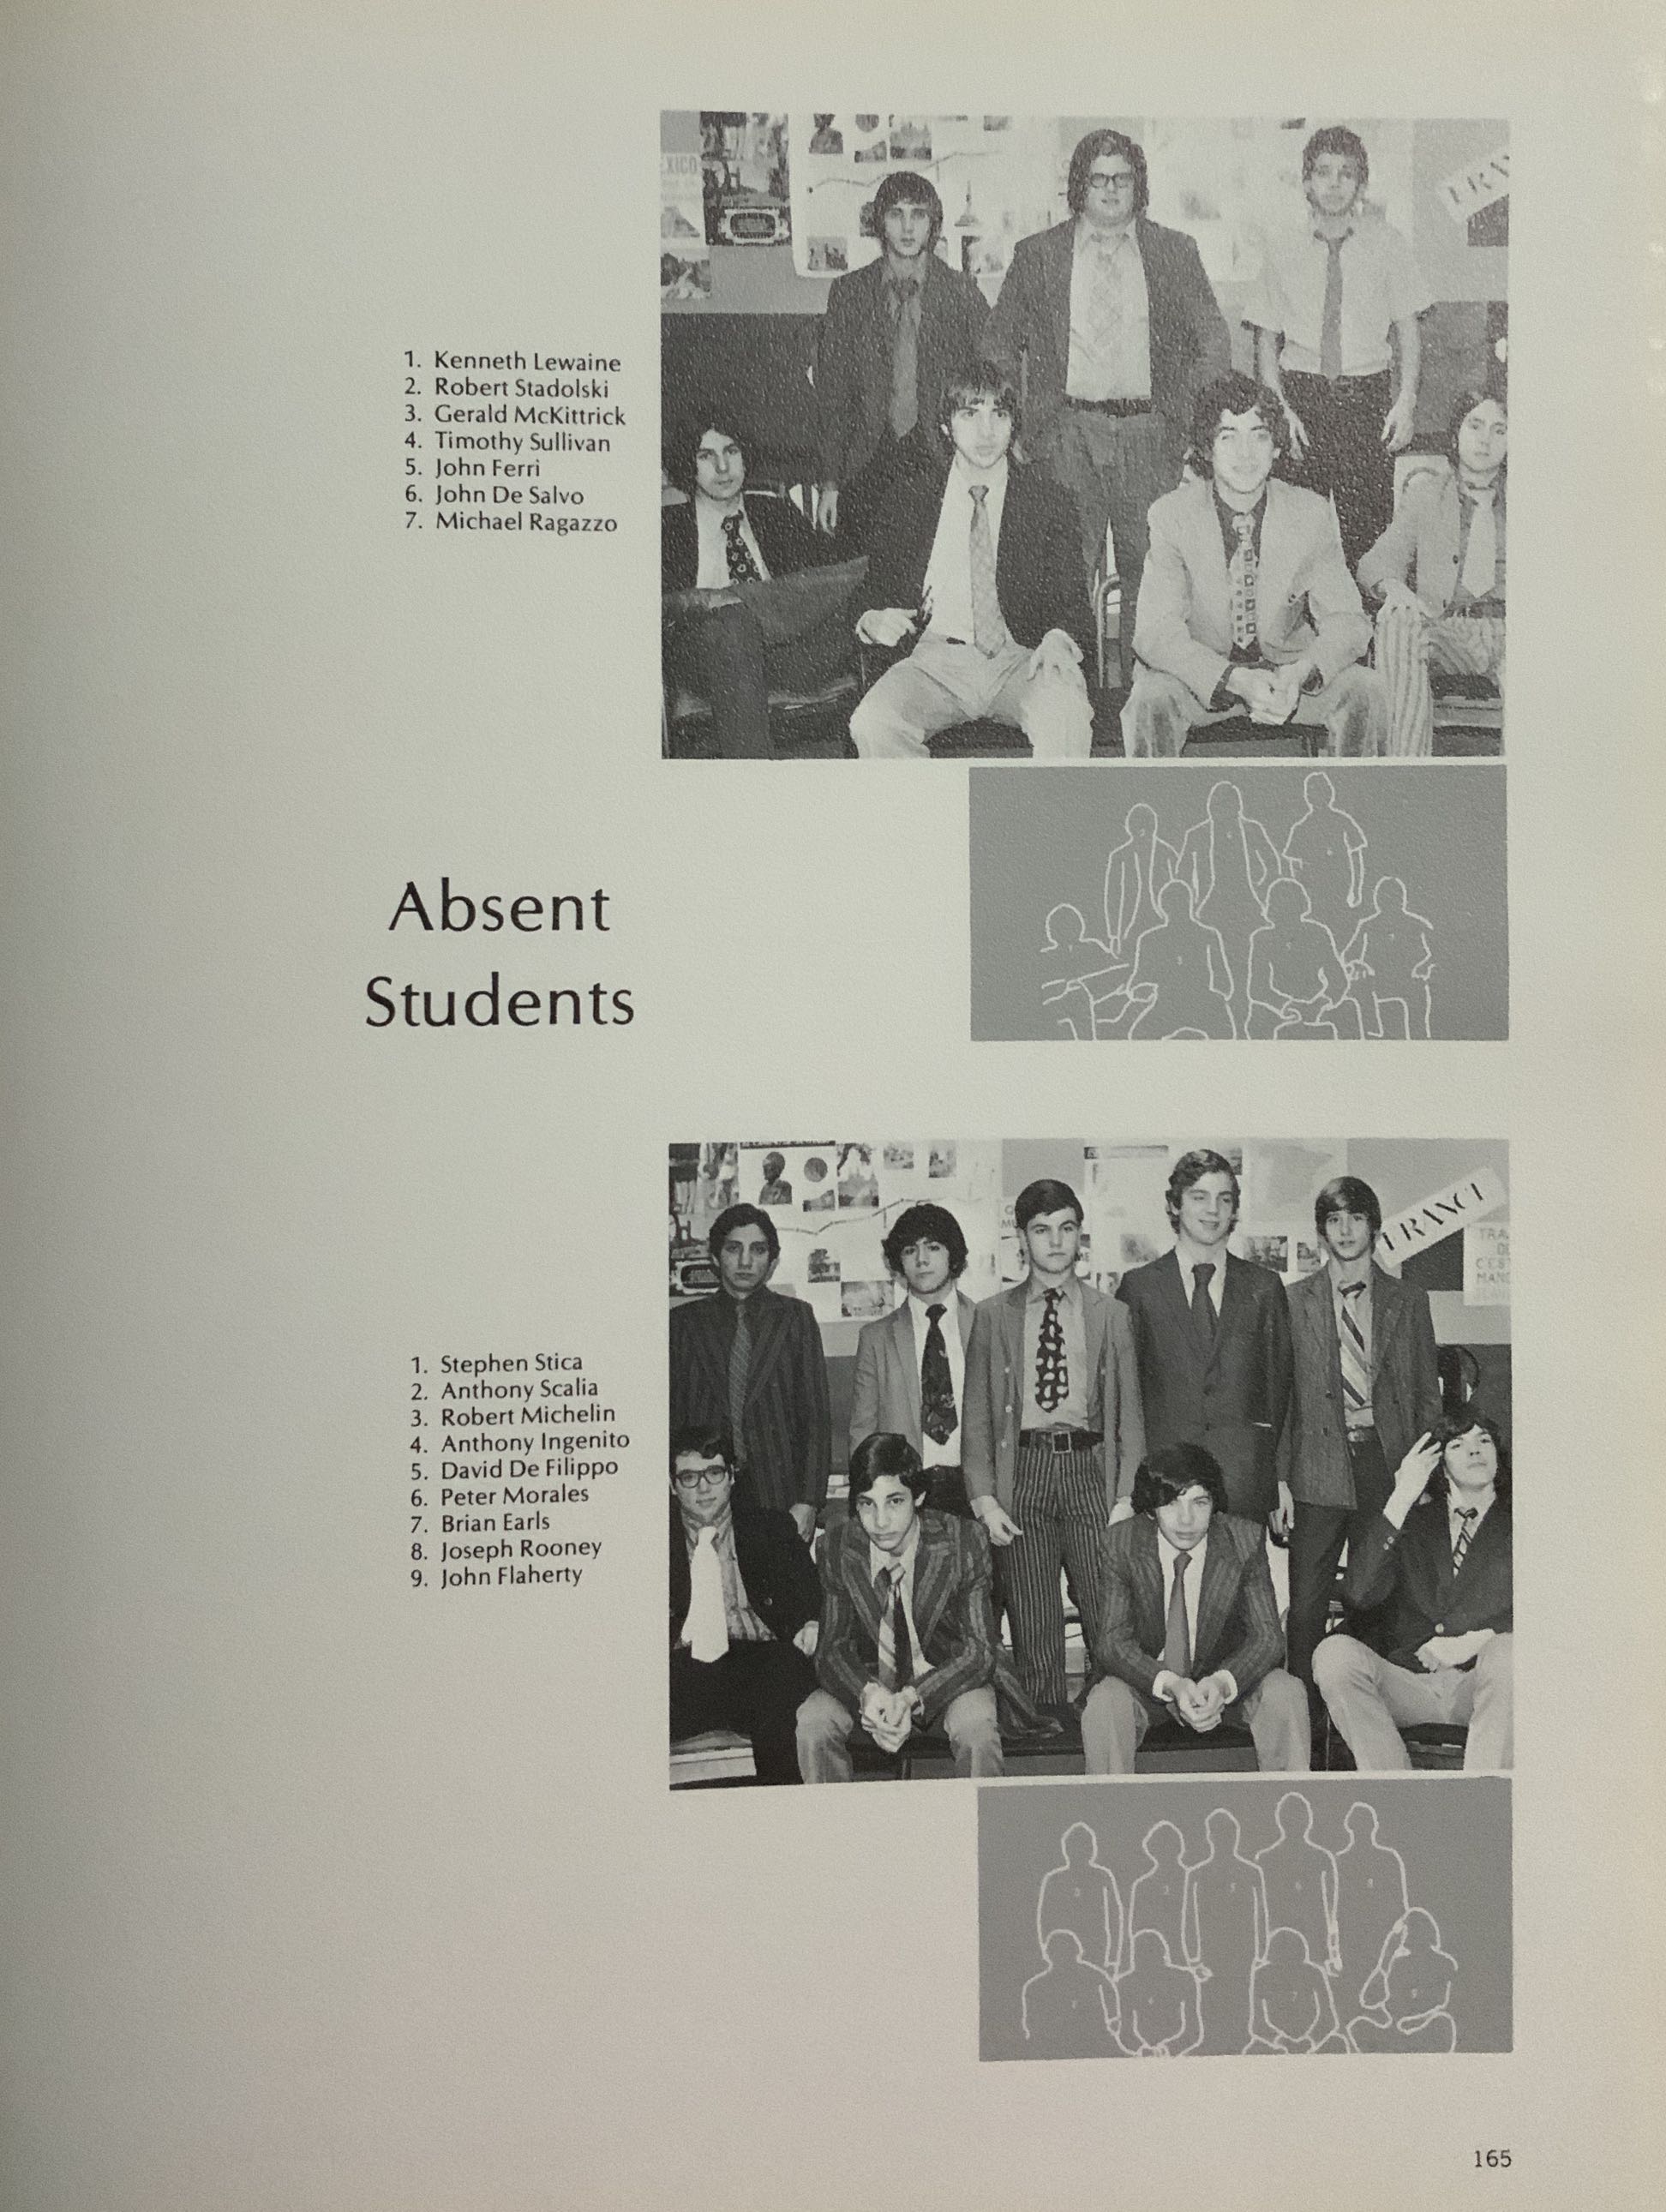 EXICO
1. Kenneth Lewaine
2. Robert Stadolski
3. Gerald McKittrick
4. Timothy Sullivan
5. John Ferri
6. John De Salvo
7. Michael Ragazzo
Absent
Students
FRANCE
1. Stephen Stica
2. Anthony Scalia
3. Robert Michelin
4. Anthony Ingenito
5. David De Filippo
6. Peter Morales
7. Brian Earls
8. Joseph Rooney
9. John Flaherty
165